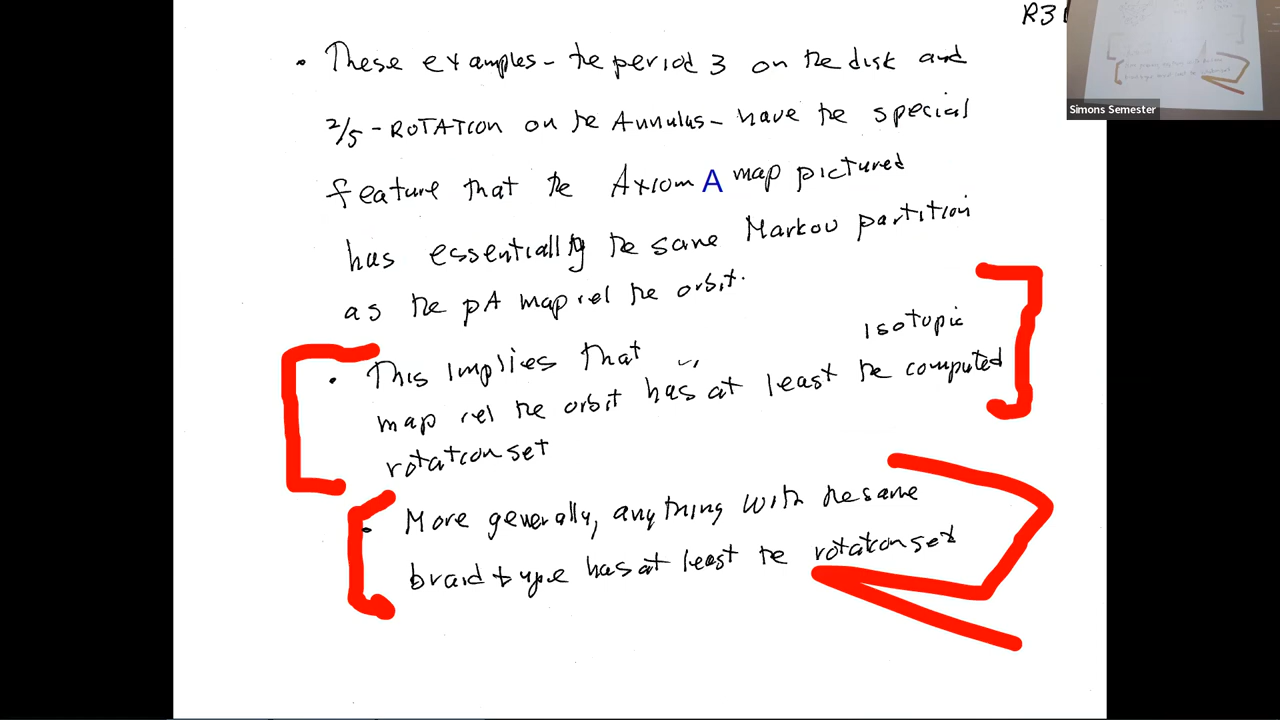 R3
• These examples - the period 3 on the disk and
2/5 - ROTATION on the Annulus - have the special
feature that the Axiom A map pictured
has essentially the same Markov partition
as the pA map rel the orbit.
isotopic
• This implies that
map rel the orbit has at least the computed
rotation set
• More generally, anything with the same
braid type has at least the rotation set
Simons Semester